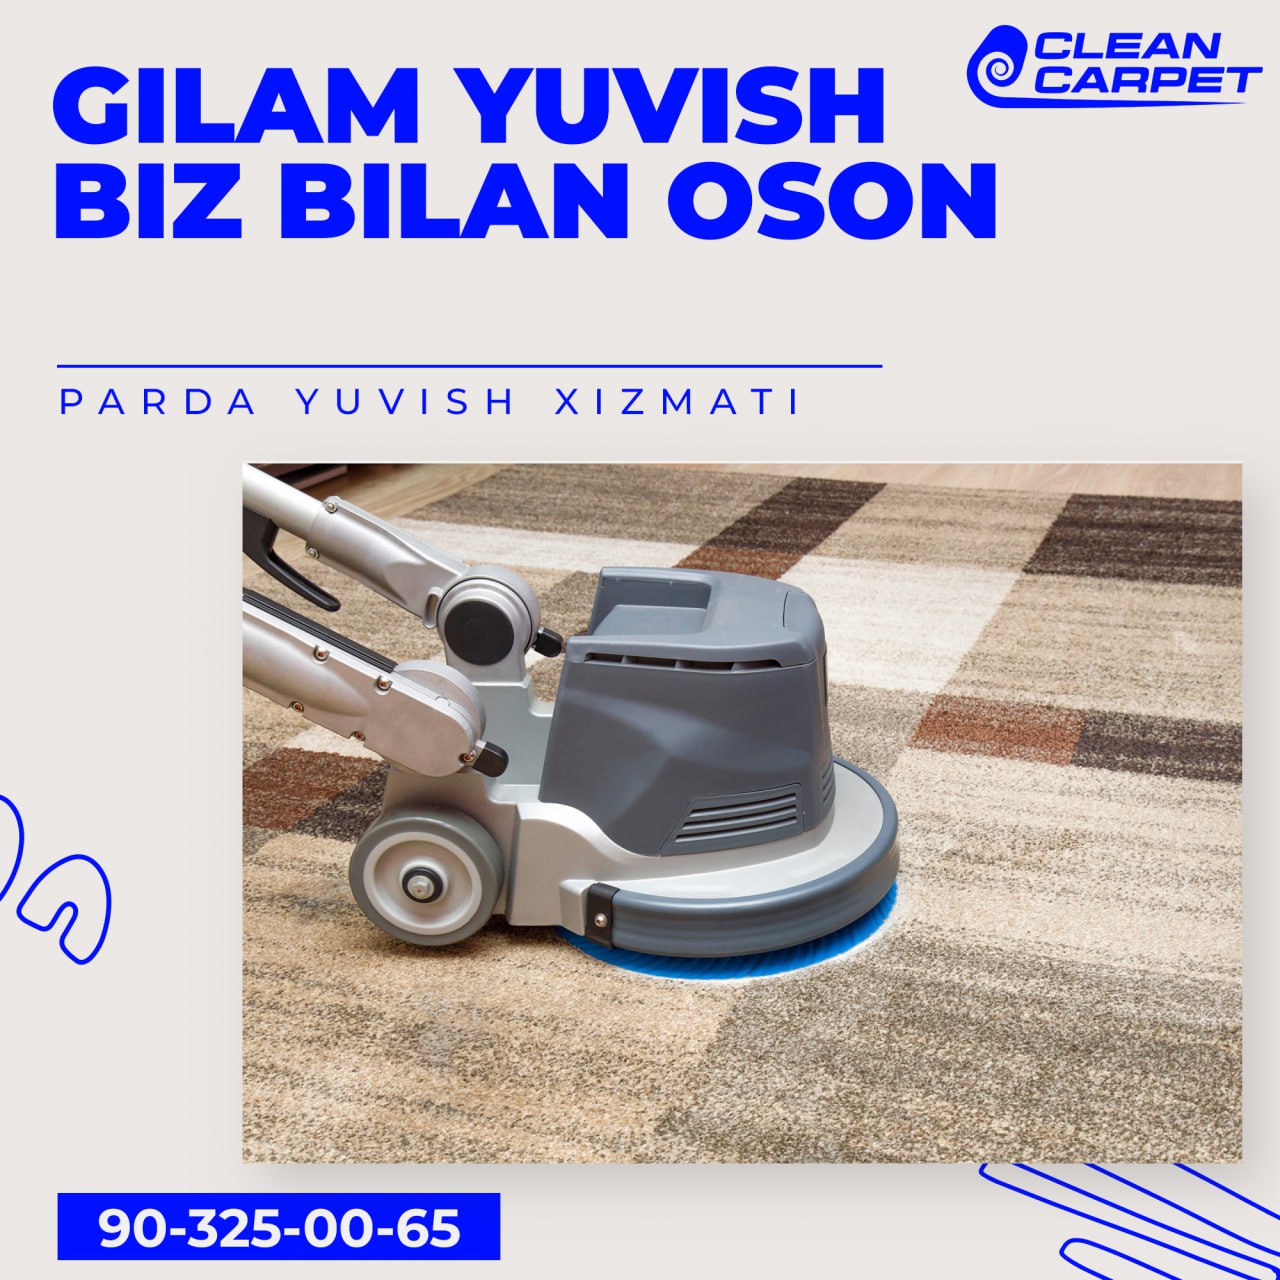 CLEAN
CARPET
GILAM YUVISH
BIZ BILAN OSON
PARDA YUVISH XIZMATI
90-325-00-65